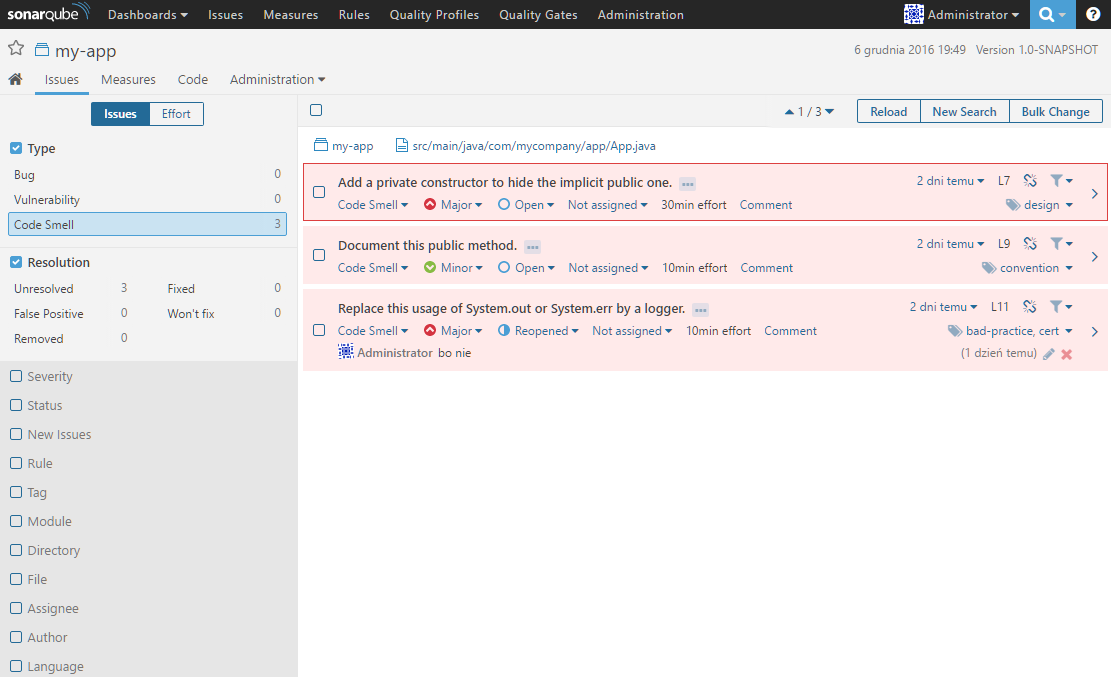 sonarqube Dashboards Issues Measures Rules Quality Profiles Quality Gates Administration Administrator ?
my-app 6 grudnia 2016 19:49 Version 1.0-SNAPSHOT
Issues Measures Code Administration
Issues Effort 1 / 3 Reload New Search Bulk Change
Type
Bug 0
Vulnerability 0
Code Smell 3
Resolution
Unresolved 3 Fixed 0
False Positive 0 Won't fix 0
Removed 0
Severity
Status
New Issues
Rule
Tag
Module
Directory
File
Assignee
Author
Language
my-app src/main/java/com/mycompany/app/App.java
Add a private constructor to hide the implicit public one. ... 2 dni temu L7
Code Smell Major Open Not assigned 30min effort Comment design
Document this public method. ... 2 dni temu L9
Code Smell Minor Open Not assigned 10min effort Comment convention
Replace this usage of System.out or System.err by a logger. ... 2 dni temu L11
Code Smell Major Reopened Not assigned 10min effort Comment bad-practice, cert
Administrator bo nie (1 dzień temu)